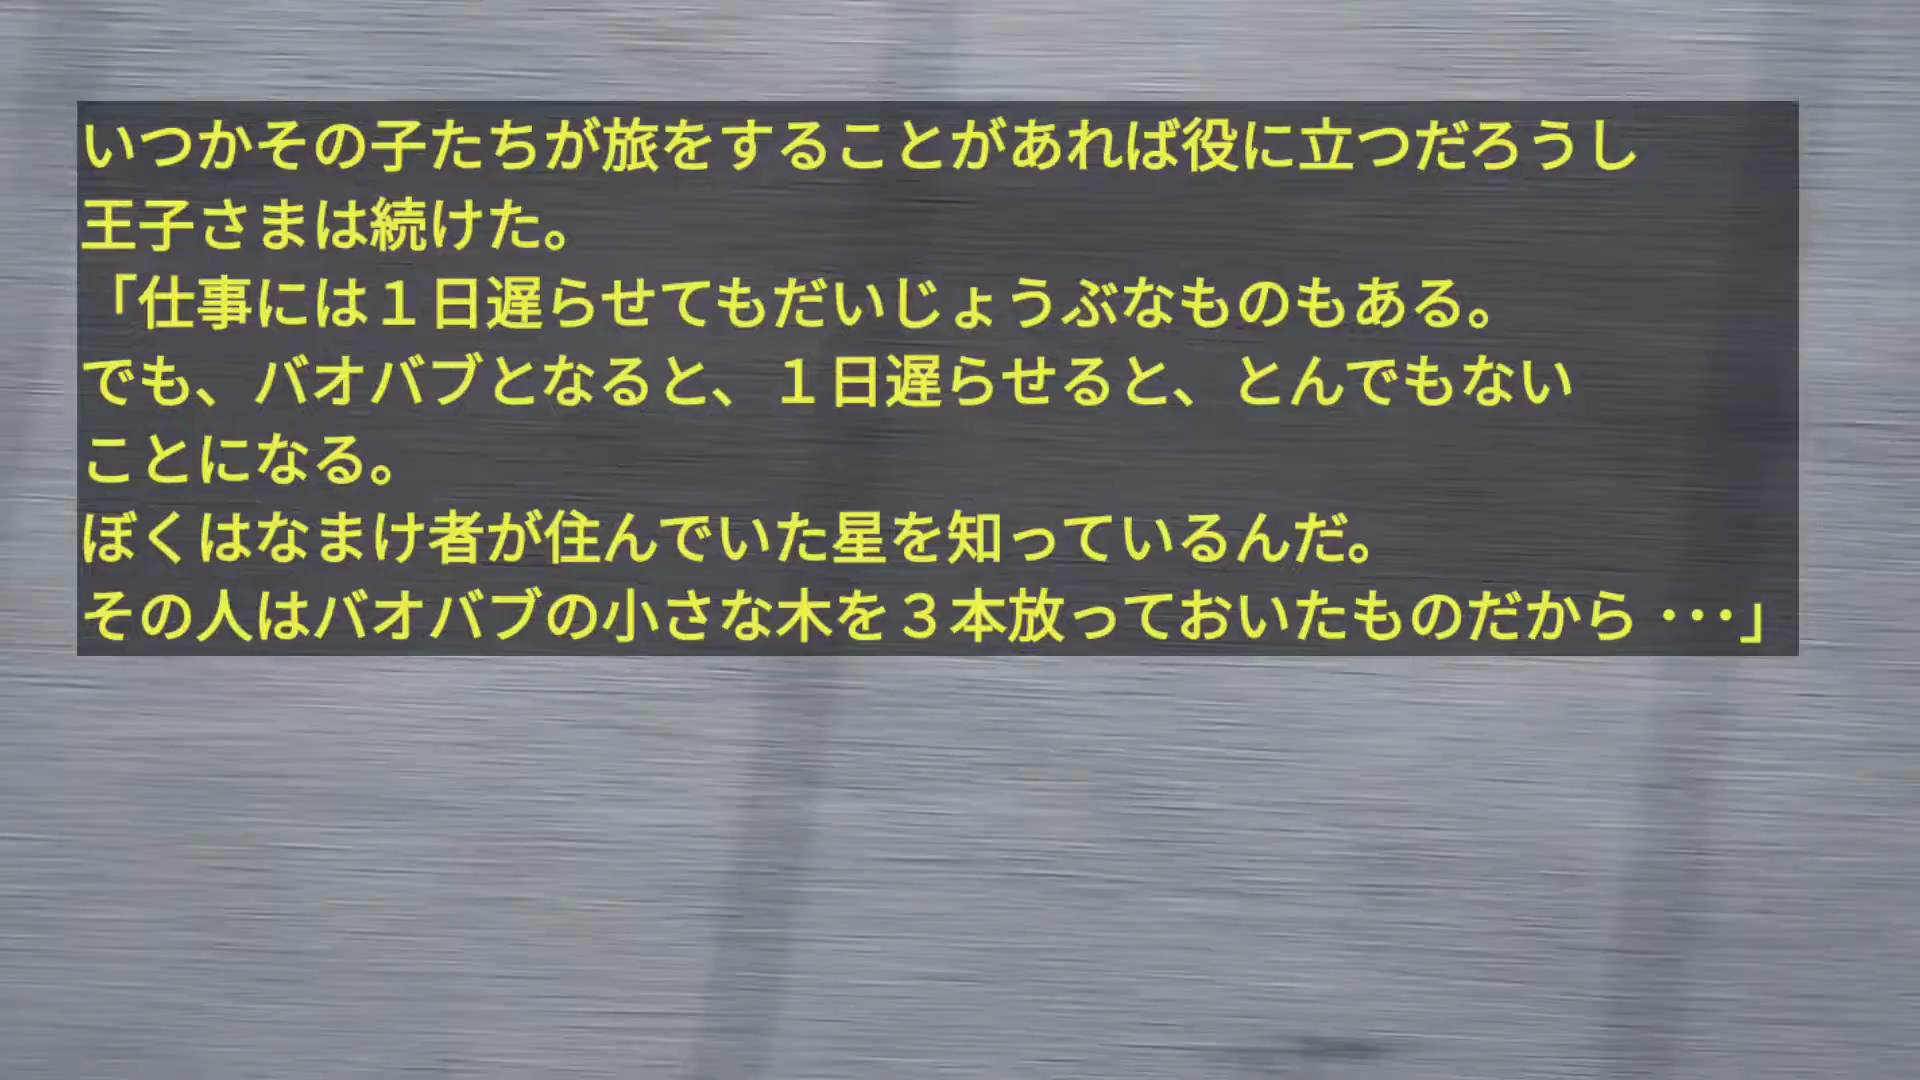 いつかその子たちが旅をすることがあれば役に立つだろうし
王子さまは続けた。
「仕事には１日遅らせてもだいじょうぶなものもある。
でも、バオバブとなると、１日遅らせると、とんでもない
ことになる。
ぼくはなまけ者が住んでいた星を知っているんだ。
その人はバオバブの小さな木を３本放っておいたものだから ･･･」